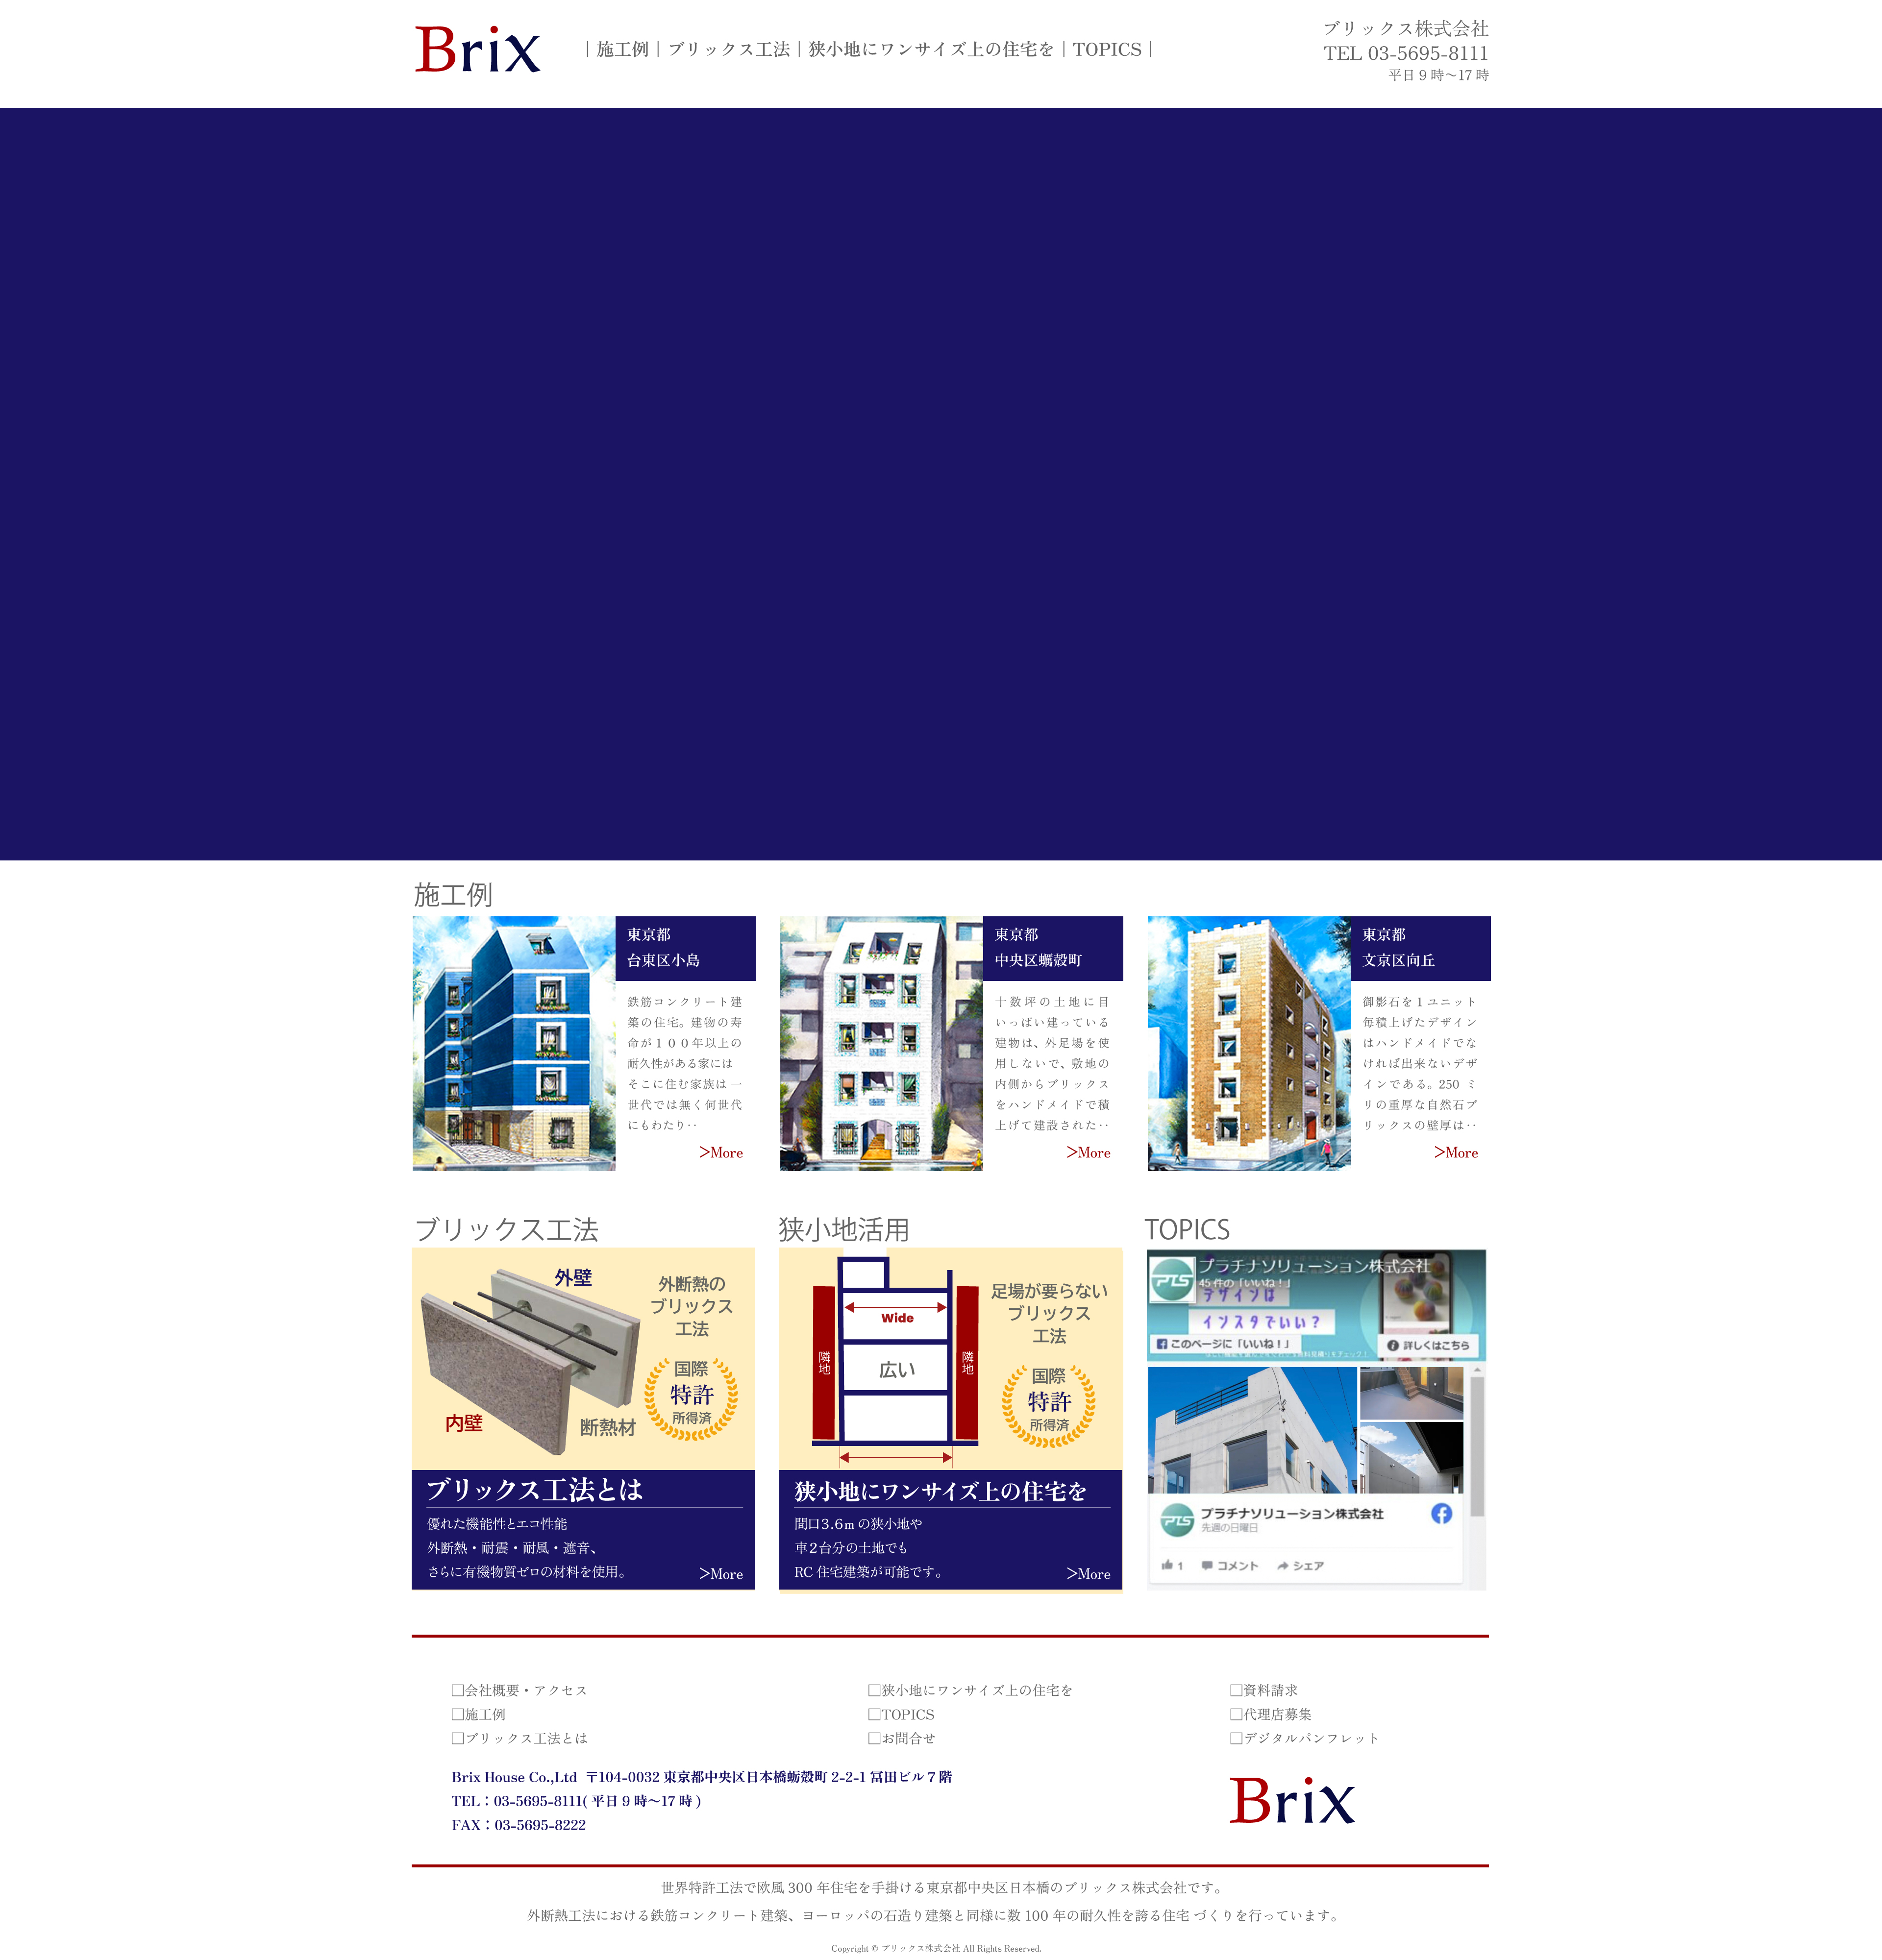 Brix
｜施工例｜ブリックス工法｜狭小地にワンサイズ上の住宅を｜TOPICS｜
ブリックス株式会社
TEL 03-5695-8111
平日９時〜17 時
施工例
東京都
台東区小島
鉄筋コンクリート建
築の住宅。建物の寿
命が１００年以上の
耐久性がある家には
そこに住む家族は 一
世代では無く何世代
にもわたり‥
>More
東京都
中央区蠣殻町
十数坪の土地に目
いっぱい建っている
建物は、外足場を使
用しないで、敷地の
内側からブリックス
をハンドメイドで積
上げて建設された‥
>More
東京都
文京区向丘
御影石を１ユニット
毎積上げたデザイン
はハンドメイドでな
ければ出来ないデザ
インである。250 ミ
リの重厚な自然石ブ
リックスの壁厚は‥
>More
ブリックス工法
外壁
内壁
断熱材
外断熱の
ブリックス
工法
国際
特許
所得済
ブリックス工法とは
優れた機能性とエコ性能
外断熱・耐震・耐風・遮音、
さらに有機物質ゼロの材料を使用。
>More
狭小地活用
Wide
隣地
広い
隣地
足場が要らない
ブリックス
工法
国際
特許
所得済
狭小地にワンサイズ上の住宅を
間口３.６m の狭小地や
車２台分の土地でも
RC 住宅建築が可能です。
>More
TOPICS
PLS
プラチナソリューション株式会社
45 件の「いいね！」
デザインは
インスタでいい？
このページに「いいね！」
詳しくはこちら
PLS
プラチナソリューション株式会社
先週の日曜日
1
コメント
シェア
□会社概要・アクセス
□施工例
□ブリックス工法とは
□狭小地にワンサイズ上の住宅を
□TOPICS
□お問合せ
□資料請求
□代理店募集
□デジタルパンフレット
Brix House Co.,Ltd 〒104-0032 東京都中央区日本橋蛎殻町 2-2-1 冨田ビル７階
TEL：03-5695-8111( 平日 9 時〜17 時 )
FAX：03-5695-8222
Brix
世界特許工法で欧風 300 年住宅を手掛ける東京都中央区日本橋のブリックス株式会社です。
外断熱工法における鉄筋コンクリート建築、ヨーロッパの石造り建築と同様に数 100 年の耐久性を誇る住宅 づくりを行っています。
Copyright © ブリックス株式会社 All Rights Reserved.